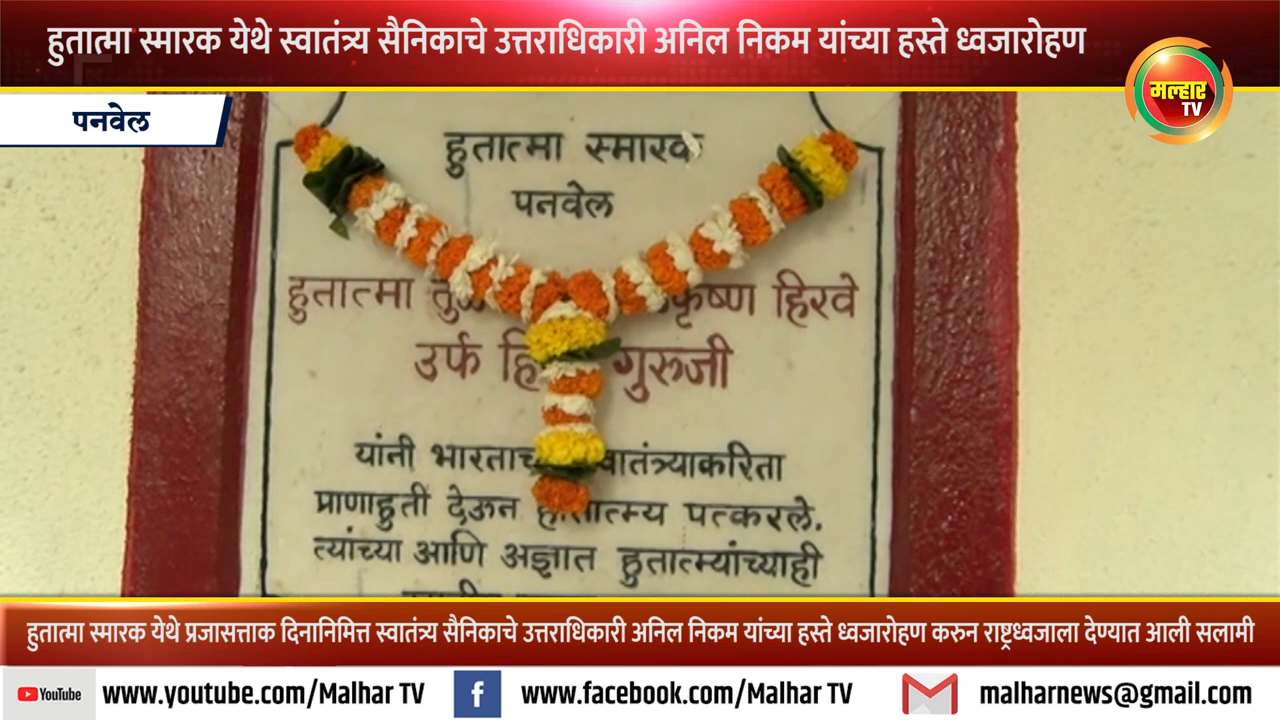 हुतात्मा स्मारक येथे स्वातंत्र्य सैनिकाचे उत्तराधिकारी अनिल निकम यांच्या हस्ते ध्वजारोहण
मल्हार
TV
पनवेल
हुतात्मा स्मारक
पनवेल
हुतात्मा हिरवे
उर्फ गुरुजी
यांनी
प्राणाहुती देऊन पत्करले.
त्यांच्या आणि अज्ञात हुतात्म्यांच्याही
हुतात्मा स्मारक येथे प्रजासत्ताक दिनानिमित्त स्वातंत्र्य सैनिकाचे उत्तराधिकारी अनिल निकम यांच्या हस्ते ध्वजारोहण करुन राष्ट्रध्वजाला देण्यात आली सलामी
YouTube www.youtube.com/Malhar TV f www.facebook.com/Malhar TV malharnews@gmail.com